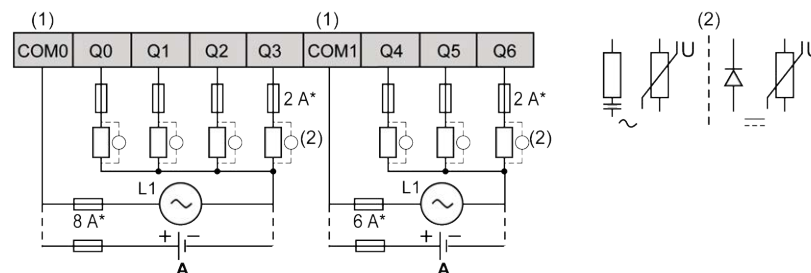 (1) (1) (2)
COM0 Q0 Q1 Q2 Q3 COM1 Q4 Q5 Q6
U U
2 A* 2 A*
(2) (2)
L1 L1
8 A* 6 A*
+ − + −
A A